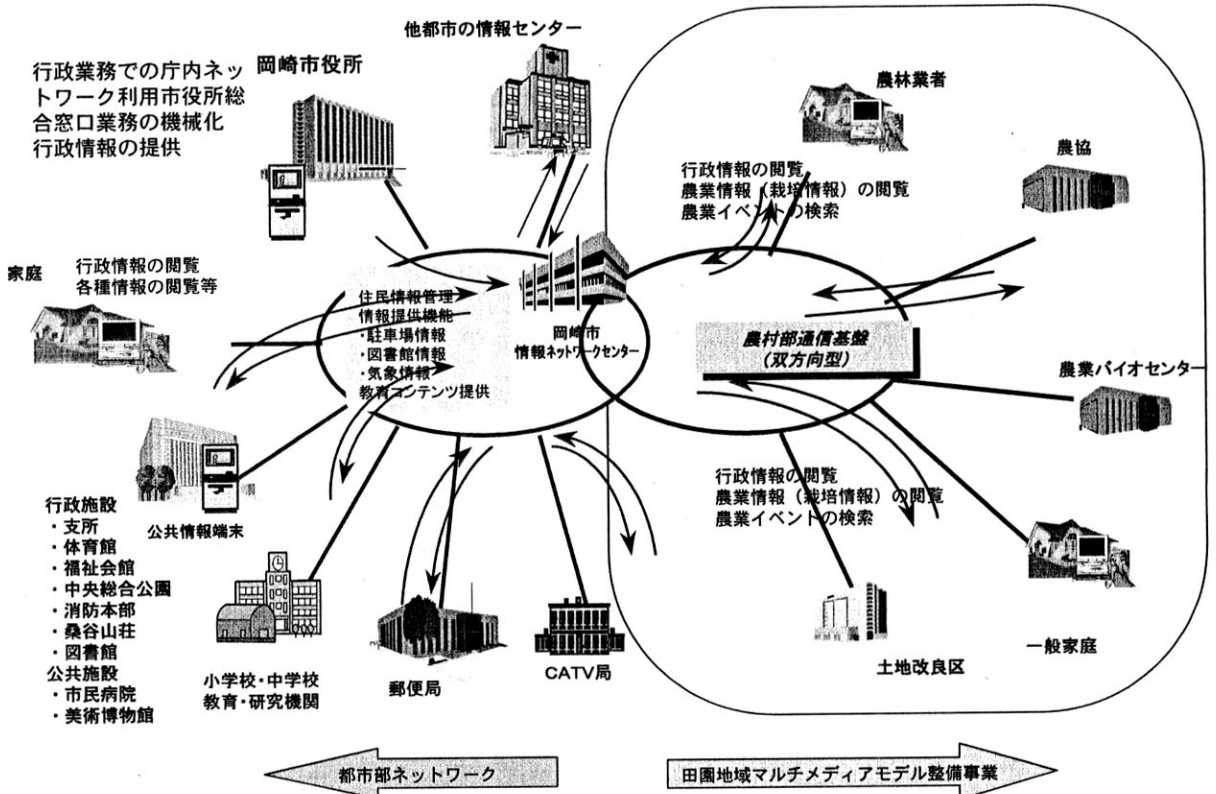 他都市の情報センター
岡崎市役所
行政業務での庁内ネッ
トワーク利用市役所総
合窓口業務の機械化
行政情報の提供
農林業者
農協
行政情報の閲覧
農業情報（栽培情報）の閲覧
農業イベントの検索
家庭
行政情報の閲覧
各種情報の閲覧等
住民情報管理
情報提供機能
・駐車場情報
・図書館情報
・気象情報
教育コンテンツ提供
岡崎市
情報ネットワークセンター
農村部通信基盤
（双方向型）
農業バイオセンター
行政情報の閲覧
農業情報（栽培情報）の閲覧
農業イベントの検索
公共情報端末
行政施設
・支所
・体育館
・福祉会館
・中央総合公園
・消防本部
・桑谷山荘
・図書館
公共施設
・市民病院
・美術博物館
小学校・中学校
教育・研究機関
郵便局
CATV局
土地改良区
一般家庭
都市部ネットワーク
田園地域マルチメディアモデル整備事業